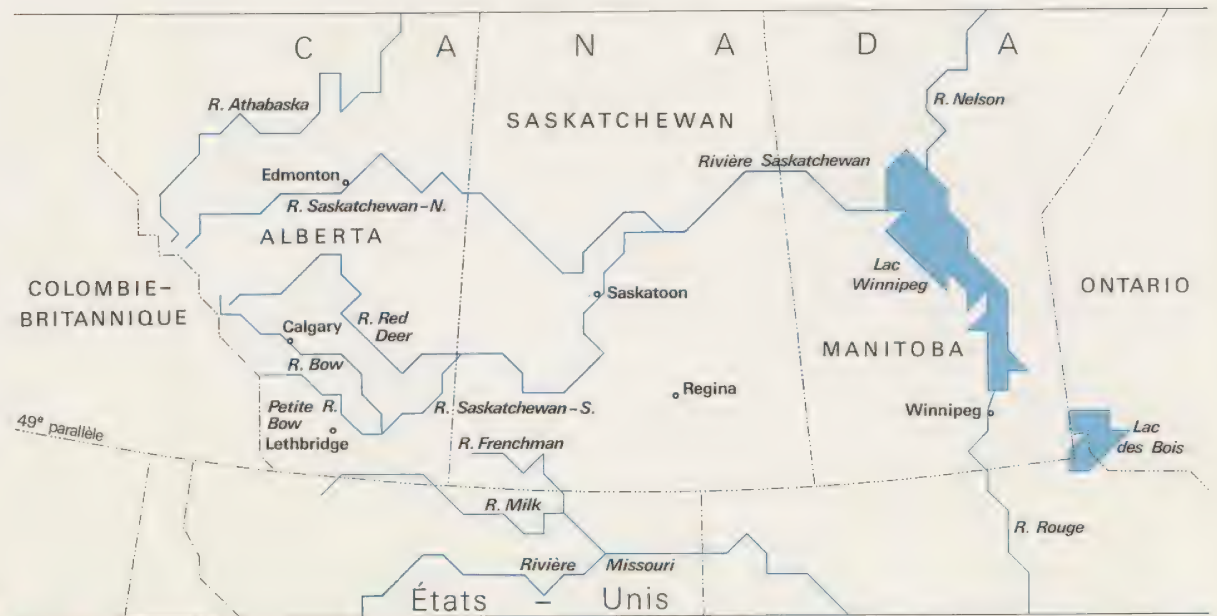 C A N A D A
R. Athabaska
R. Nelson
SASKATCHEWAN
Rivière Saskatchewan
Edmonton
R. Saskatchewan-N.
ALBERTA
Lac
Winnipeg
COLOMBIE-
BRITANNIQUE
ONTARIO
Saskatoon
Calgary
R. Red
Deer
MANITOBA
R. Bow
Regina
Petite R.
Bow
R. Saskatchewan-S.
Winnipeg
49e parallèle
Lethbridge
Lac
des Bois
R. Frenchman
R. Milk
R. Rouge
Rivière Missouri
États - Unis